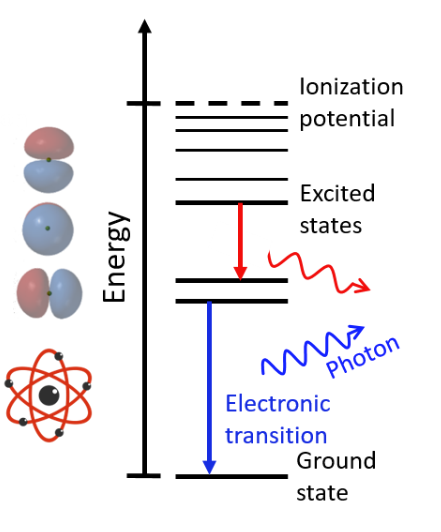 Ionization
potential
Excited
states
Energy
Photon
Electronic
transition
Ground
state